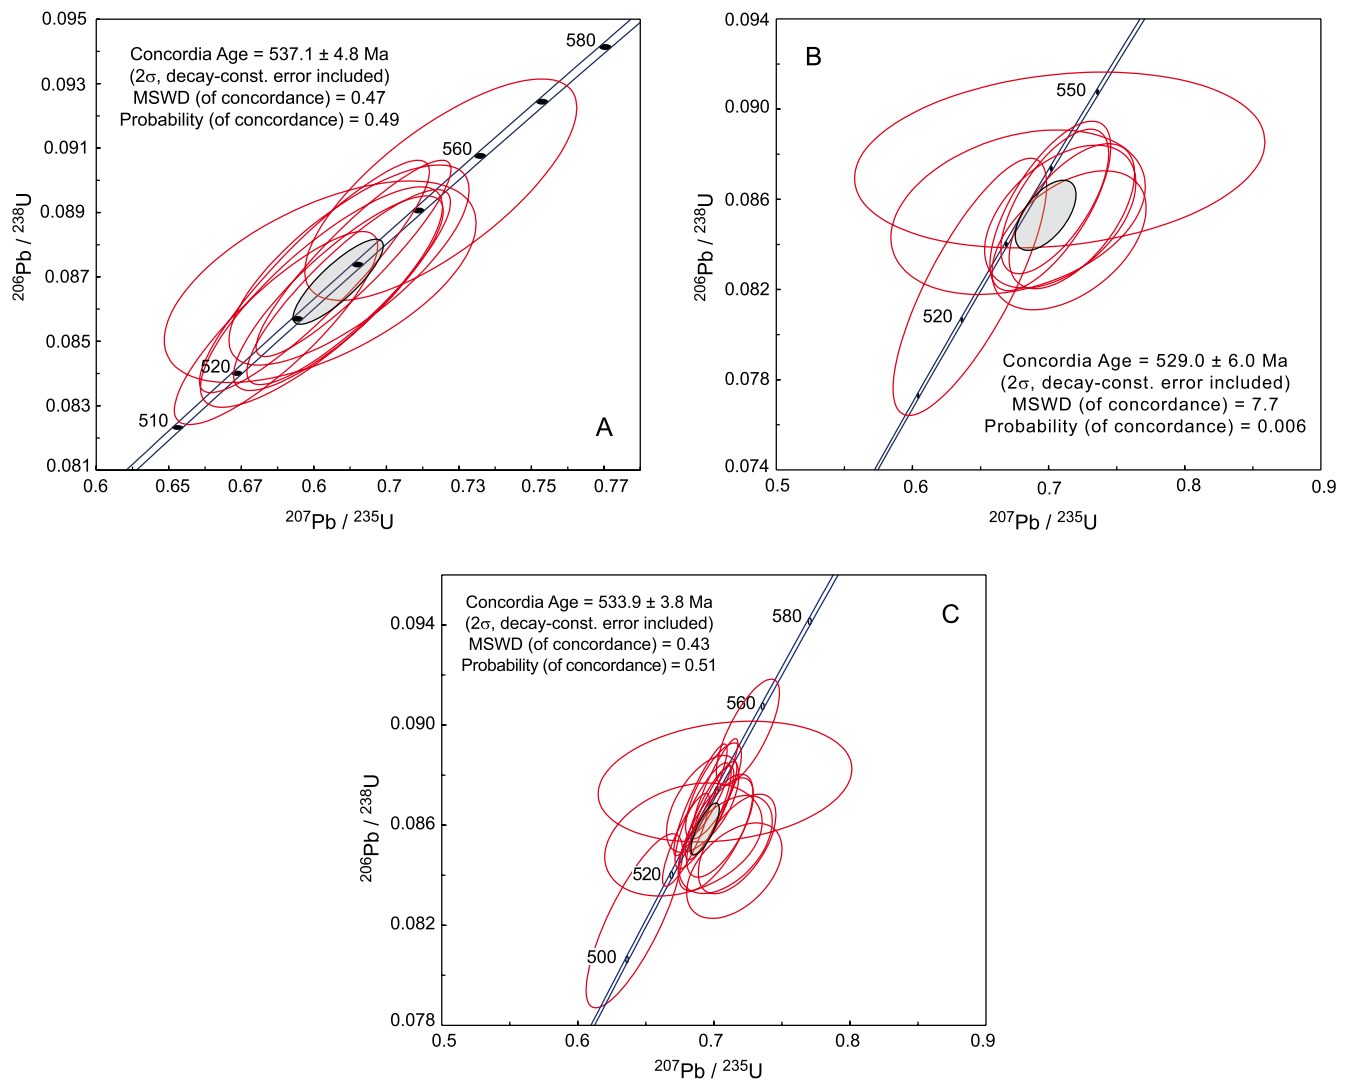 0.095
0.093
0.091
0.089
0.087
0.085
0.083
0.081
206Pb / 238U
Concordia Age = 537.1 ± 4.8 Ma
(2σ, decay-const. error included)
MSWD (of concordance) = 0.47
Probability (of concordance) = 0.49
580
560
520
510
A
0.6 0.65 0.67 0.6 0.7 0.73 0.75 0.77
207Pb / 235U
0.094
0.090
0.086
0.082
0.078
0.074
206Pb / 238U
B
550
520
Concordia Age = 529.0 ± 6.0 Ma
(2σ, decay-const. error included)
MSWD (of concordance) = 7.7
Probability (of concordance) = 0.006
0.5 0.6 0.7 0.8 0.9
207Pb / 235U
0.094
0.090
0.086
0.082
0.078
206Pb / 238U
Concordia Age = 533.9 ± 3.8 Ma
(2σ, decay-const. error included)
MSWD (of concordance) = 0.43
Probability (of concordance) = 0.51
C
580
560
520
500
0.5 0.6 0.7 0.8 0.9
207Pb / 235U